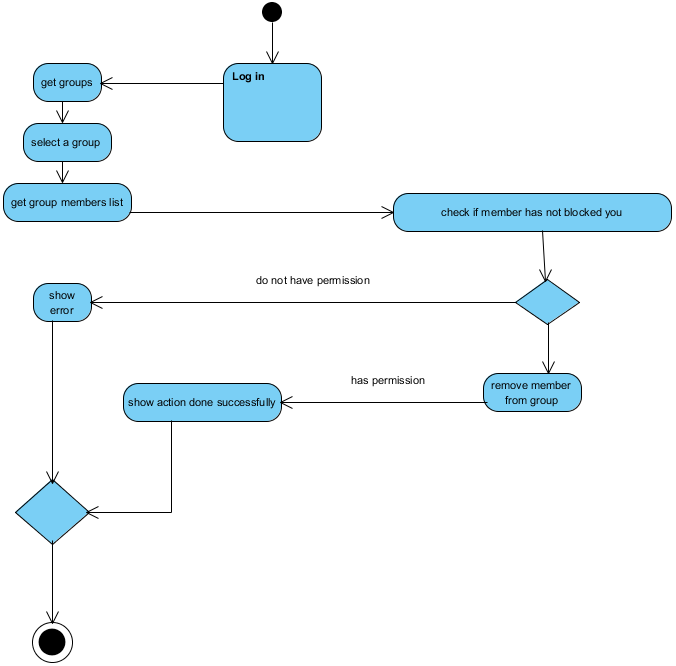 Log in
get groups
select a group
get group members list
check if member has not blocked you
do not have permission
show
error
has permission
remove member
from group
show action done successfully